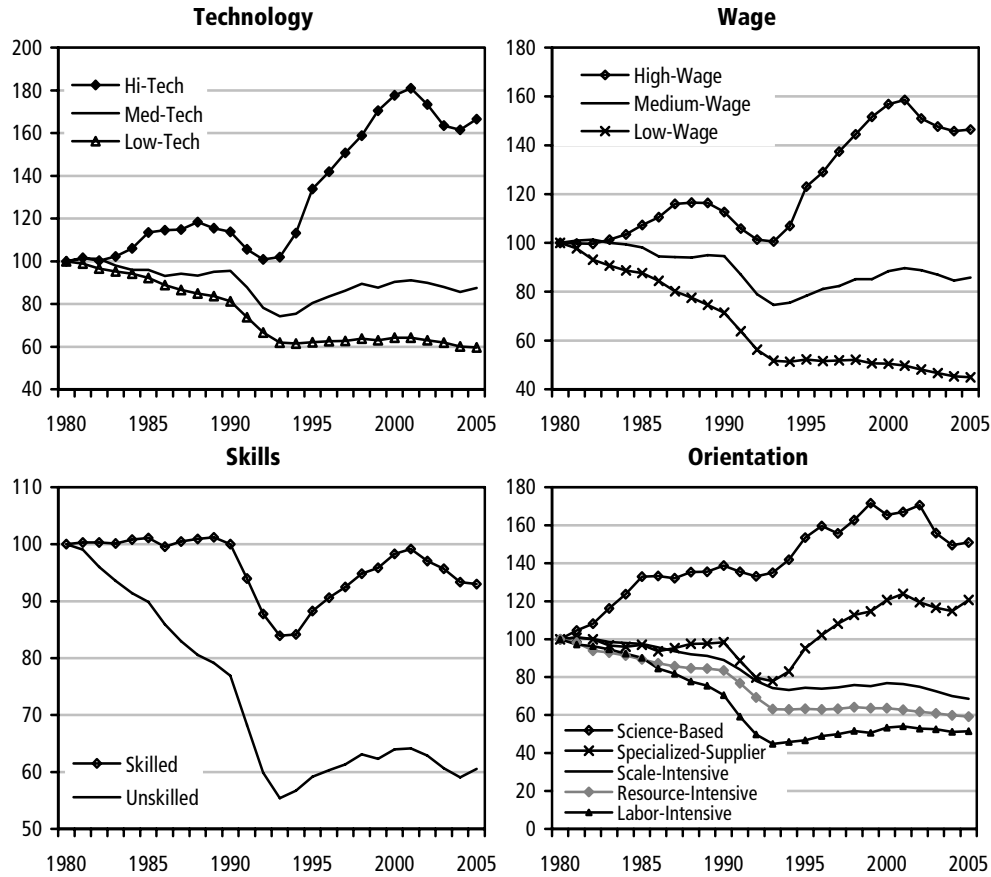 Technology
200
180
160
140
120
100
80
60
40
Hi-Tech
Med-Tech
Low-Tech
1980 1985 1990 1995 2000 2005
Wage
180
160
140
120
100
80
60
40
High-Wage
Medium-Wage
Low-Wage
1980 1985 1990 1995 2000 2005
Skills
110
100
90
80
70
60
50
Skilled
Unskilled
1980 1985 1990 1995 2000 2005
Orientation
180
160
140
120
100
80
60
40
20
0
Science-Based
Specialized-Supplier
Scale-Intensive
Resource-Intensive
Labor-Intensive
1980 1985 1990 1995 2000 2005